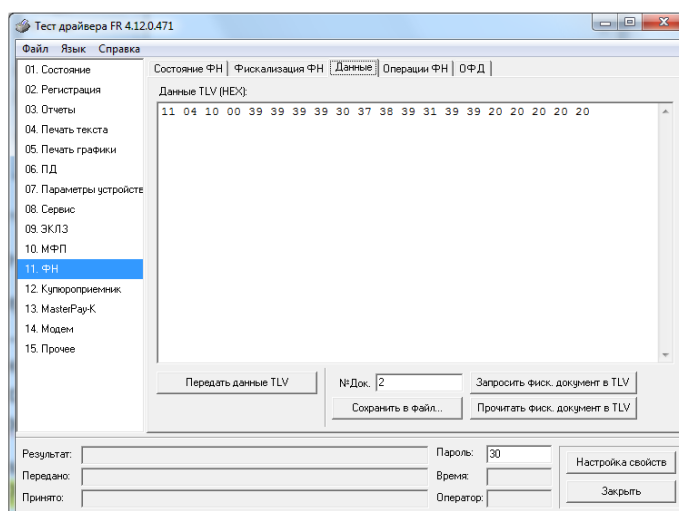 Тест драйвера FR 4.12.0.471
Файл Язык Справка
01. Состояние
02. Регистрация
03. Отчеты
04. Печать текста
05. Печать графики
06. ПД
07. Параметры устройств
08. Сервис
09. ЭКЛЗ
10. МФП
11. ФН
12. Купюроприемник
13. MasterPay-K
14. Модем
15. Прочее
Состояние ФН Фискализация ФН Данные Операции ФН ОФД
Данные TLV (HEX):
11 04 10 00 39 39 39 39 30 37 38 39 31 39 39 20 20 20 20 20
Передать данные TLV
№Док. 2
Запросить фиск. документ в TLV
Сохранить в файл...
Прочитать фиск. документ в TLV
Результат:
Передано:
Принято:
Пароль: 30
Время:
Оператор:
Настройка свойств
Закрыть